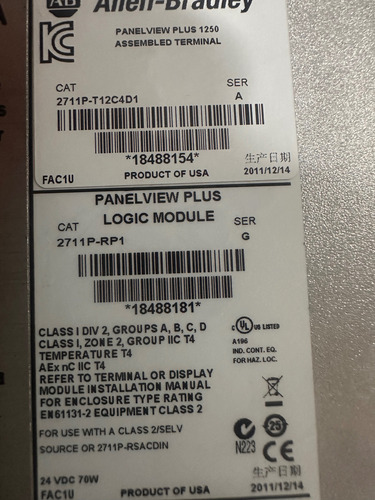 AB Allen-Bradley
PANELVIEW PLUS 1250
ASSEMBLED TERMINAL
CAT SER
2711P-T12C4D1 A
*18488154* 生产日期
FAC1U PRODUCT OF USA 2011/12/14
PANELVIEW PLUS
LOGIC MODULE
CAT SER
2711P-RP1 G
*18488181*
CLASS I DIV 2, GROUPS A, B, C, D
CLASS I, ZONE 2, GROUP IIC T4
TEMPERATURE T4
AEx nC IIC T4
REFER TO TERMINAL OR DISPLAY
MODULE INSTALLATION MANUAL
FOR ENCLOSURE TYPE RATING
EN61131-2 EQUIPMENT CLASS 2
FOR USE WITH A CLASS 2/SELV
SOURCE OR 2711P-RSACDIN
24 VDC 70W
FAC1U PRODUCT OF USA
c UL US LISTED
A196
IND. CONT. EQ.
FOR HAZ. LOC.
25
N223 CE
生产日期
2011/12/14